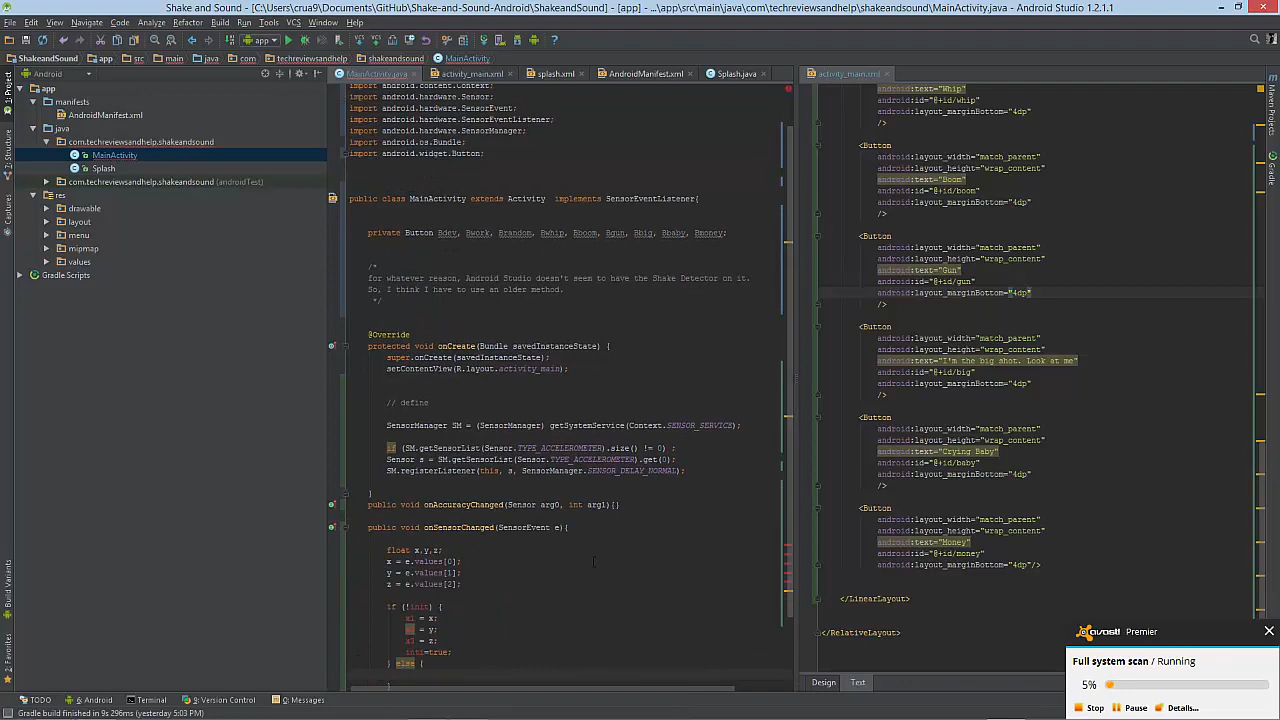 Shake and Sound - [C:\Users\crua9\Documents\GitHub\Shake-and-Sound-Android\ShakeandSound] - [app] - ...\app\src\main\java\com\techreviewsandhelp\shakeandsound\MainActivity.java - Android Studio 1.2.1.1
File Edit View Navigate Code Analyze Refactor Build Run Tools VCS Window Help
app
ShakeandSound app src main java com techreviewsandhelp shakeandsound MainActivity
Android
MainActivity.java activity_main.xml splash.xml AndroidManifest.xml Splash.java
activity_main.xml
1: Project
Z: Structure
Captures
Build Variants
2: Favorites
Maven Projects
Gradle
app
manifests
AndroidManifest.xml
java
com.techreviewsandhelp.shakeandsound
MainActivity
Splash
com.techreviewsandhelp.shakeandsound (androidTest)
res
drawable
layout
menu
mipmap
values
Gradle Scripts
import android.content.Context;
import android.hardware.Sensor;
import android.hardware.SensorEvent;
import android.hardware.SensorEventListener;
import android.hardware.SensorManager;
import android.os.Bundle;
import android.widget.Button;
public class MainActivity extends Activity  implements SensorEventListener{
private Button Bdev, Bwork, Brandom, Bwhip, Bboom, Bgun, Bbig, Bbaby, Bmoney;
/*
for whatever reason, Android Studio doesn't seem to have the Shake Detector on it.
So, I think I have to use an older method.
*/
@Override
protected void onCreate(Bundle savedInstanceState) {
super.onCreate(savedInstanceState);
setContentView(R.layout.activity_main);
// define
SensorManager SM = (SensorManager) getSystemService(Context.SENSOR_SERVICE);
if (SM.getSensorList(Sensor.TYPE_ACCELEROMETER).size() != 0) ;
Sensor s = SM.getSensorList(Sensor.TYPE_ACCELEROMETER).get(0);
SM.registerListener(this, s, SensorManager.SENSOR_DELAY_NORMAL);
}
public void onAccuracyChanged(Sensor arg0, int arg1){}
public void onSensorChanged(SensorEvent e){
float x,y,z;
x = e.values[0];
y = e.values[1];
z = e.values[2];
if (!init) {
x1 = x;
= y;
= z;
inti=true;
} else {
}
android:text="Whip"
android:id="@+id/whip"
android:layout_marginBottom="4dp"
/>
<Button
android:layout_width="match_parent"
android:layout_height="wrap_content"
android:text="Boom"
android:id="@+id/boom"
android:layout_marginBottom="4dp"
/>
<Button
android:layout_width="match_parent"
android:layout_height="wrap_content"
android:text="Gun"
android:id="@+id/gun"
android:layout_marginBottom="4dp"
/>
<Button
android:layout_width="match_parent"
android:layout_height="wrap_content"
android:text="I'm the big shot. Look at me"
android:id="@+id/big"
android:layout_marginBottom="4dp"
/>
<Button
android:layout_width="match_parent"
android:layout_height="wrap_content"
android:text="Crying Baby"
android:id="@+id/baby"
android:layout_marginBottom="4dp"
/>
<Button
android:layout_width="match_parent"
android:layout_height="wrap_content"
android:text="Money"
android:id="@+id/money"
android:layout_marginBottom="4dp"/>
</LinearLayout>
</RelativeLayout>
Design Text
avast! Premier
Full system scan / Running
5%
Stop Pause Details...
TODO 6: Android Terminal 9: Version Control 0: Messages
Gradle build finished in 9s 296ms (yesterday 5:03 PM)